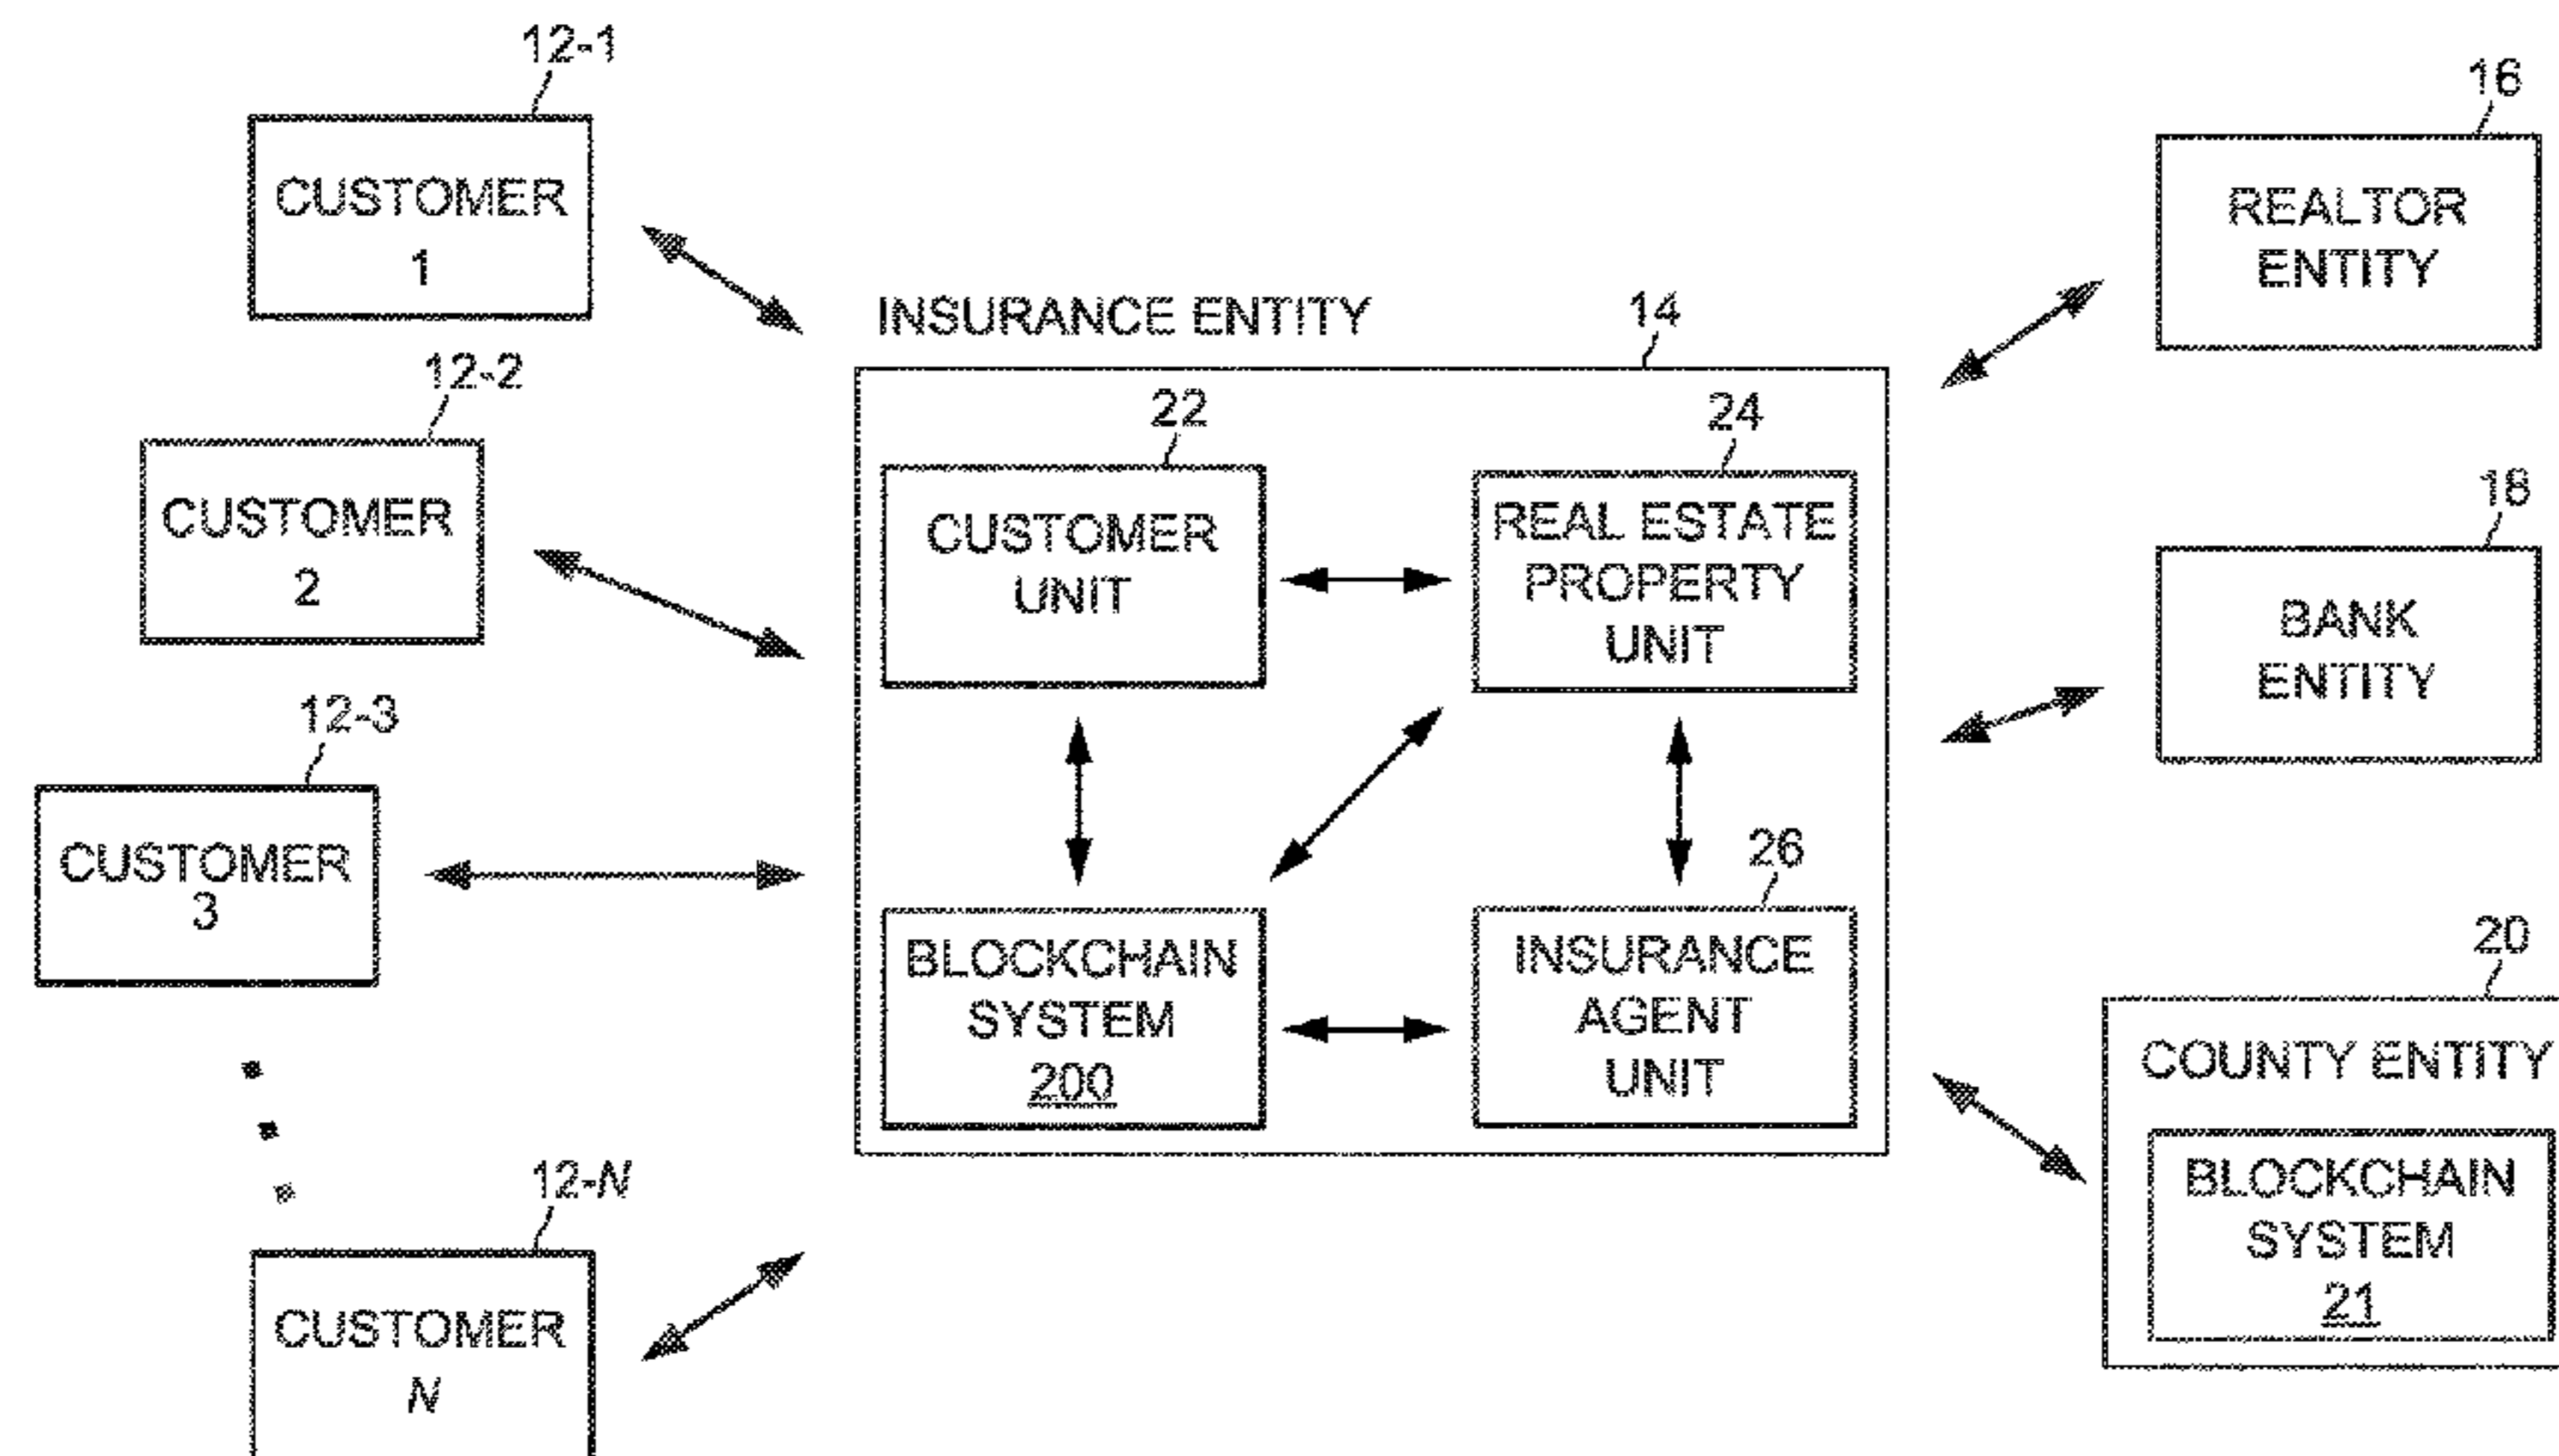 12-1
CUSTOMER
1
12-2
CUSTOMER
2
12-3
CUSTOMER
3
12-N
CUSTOMER
N
INSURANCE ENTITY
14
22
CUSTOMER
UNIT
24
REAL ESTATE
PROPERTY
UNIT
BLOCKCHAIN
SYSTEM
200
26
INSURANCE
AGENT
UNIT
16
REALTOR
ENTITY
18
BANK
ENTITY
20
COUNTY ENTITY
BLOCKCHAIN
SYSTEM
21